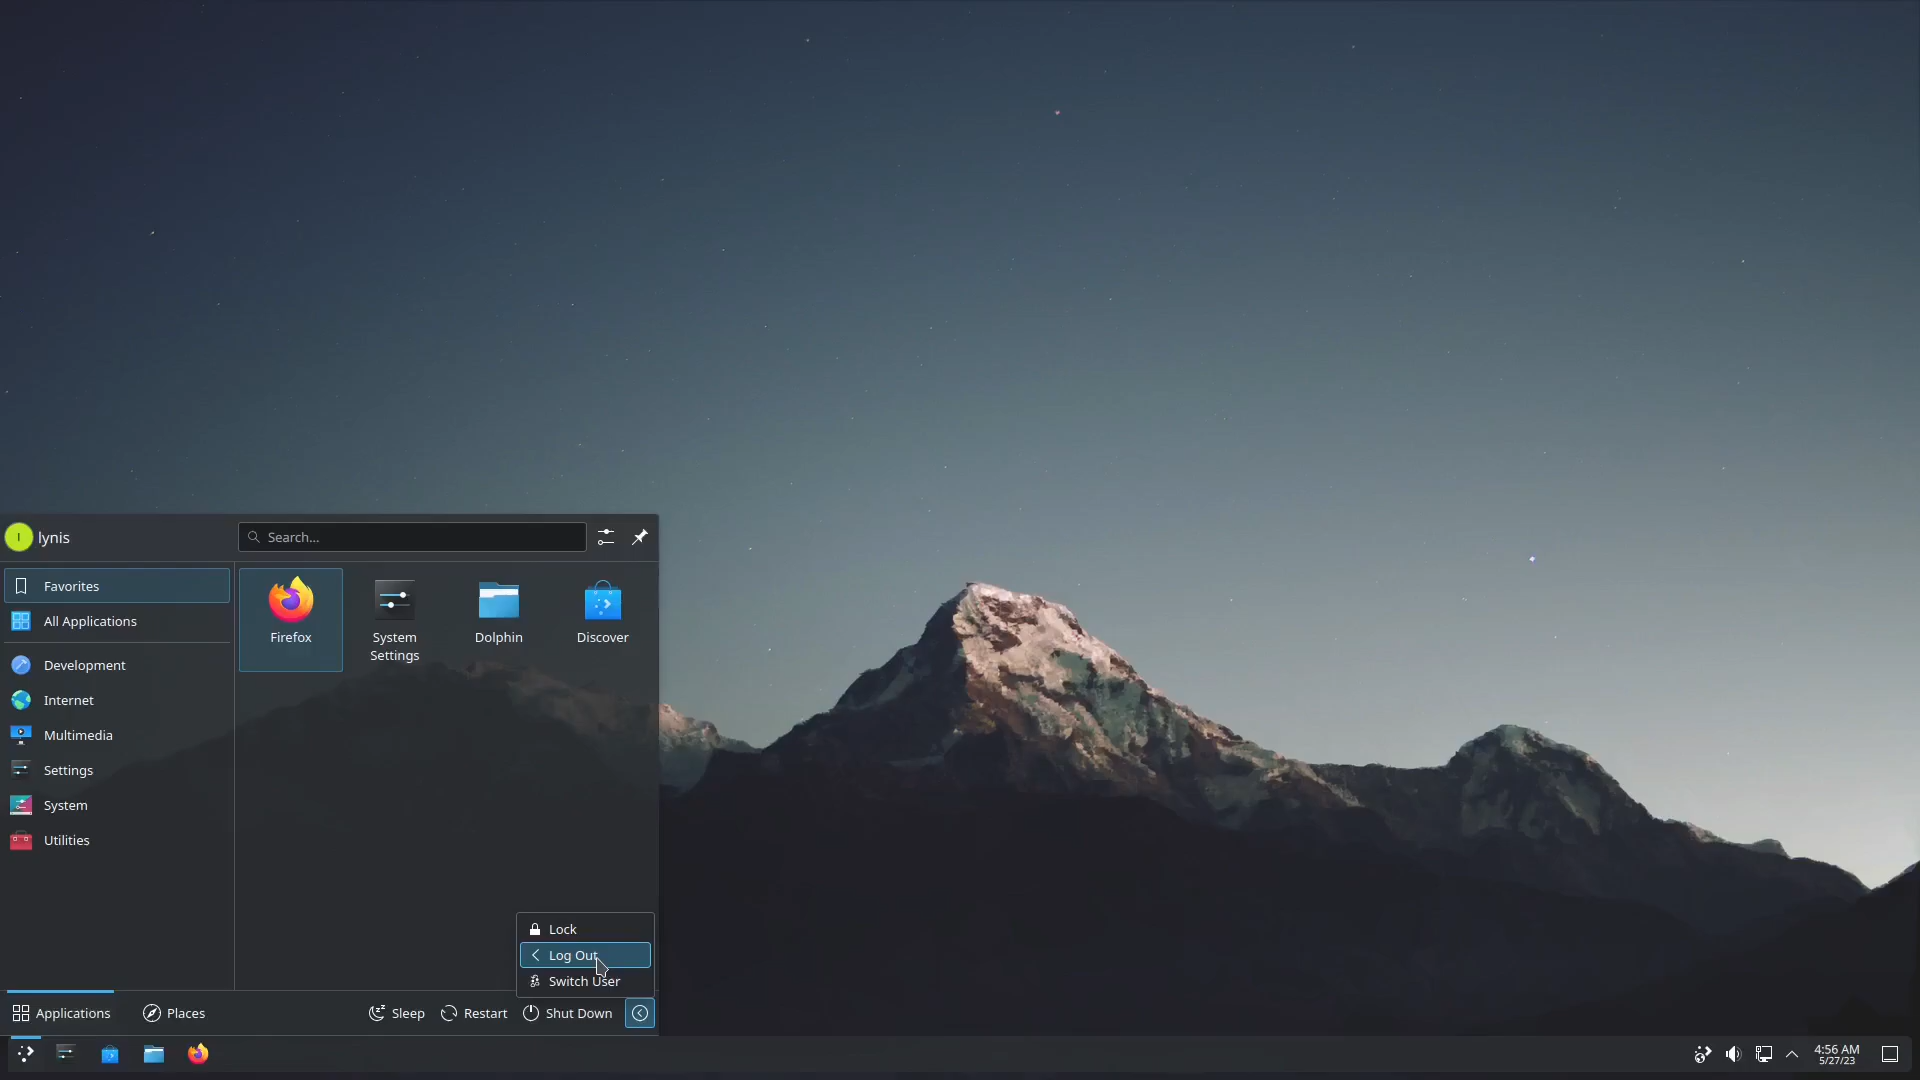 l
lynis
Search...
Favorites
All Applications
Development
Internet
Multimedia
Settings
System
Utilities
Firefox
System
Settings
Dolphin
Discover
Lock
Log Out
Switch User
Applications
Places
Sleep
Restart
Shut Down
4:56 AM
5/27/23